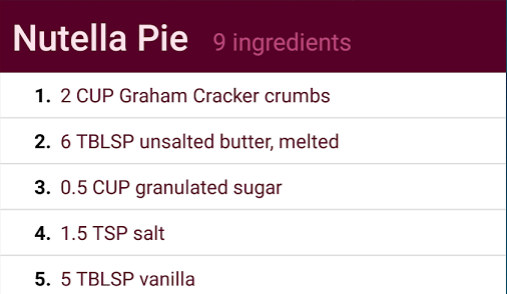 Nutella Pie 9 ingredients
1. 2 CUP Graham Cracker crumbs
2. 6 TBLSP unsalted butter, melted
3. 0.5 CUP granulated sugar
4. 1.5 TSP salt
5. 5 TBLSP vanilla